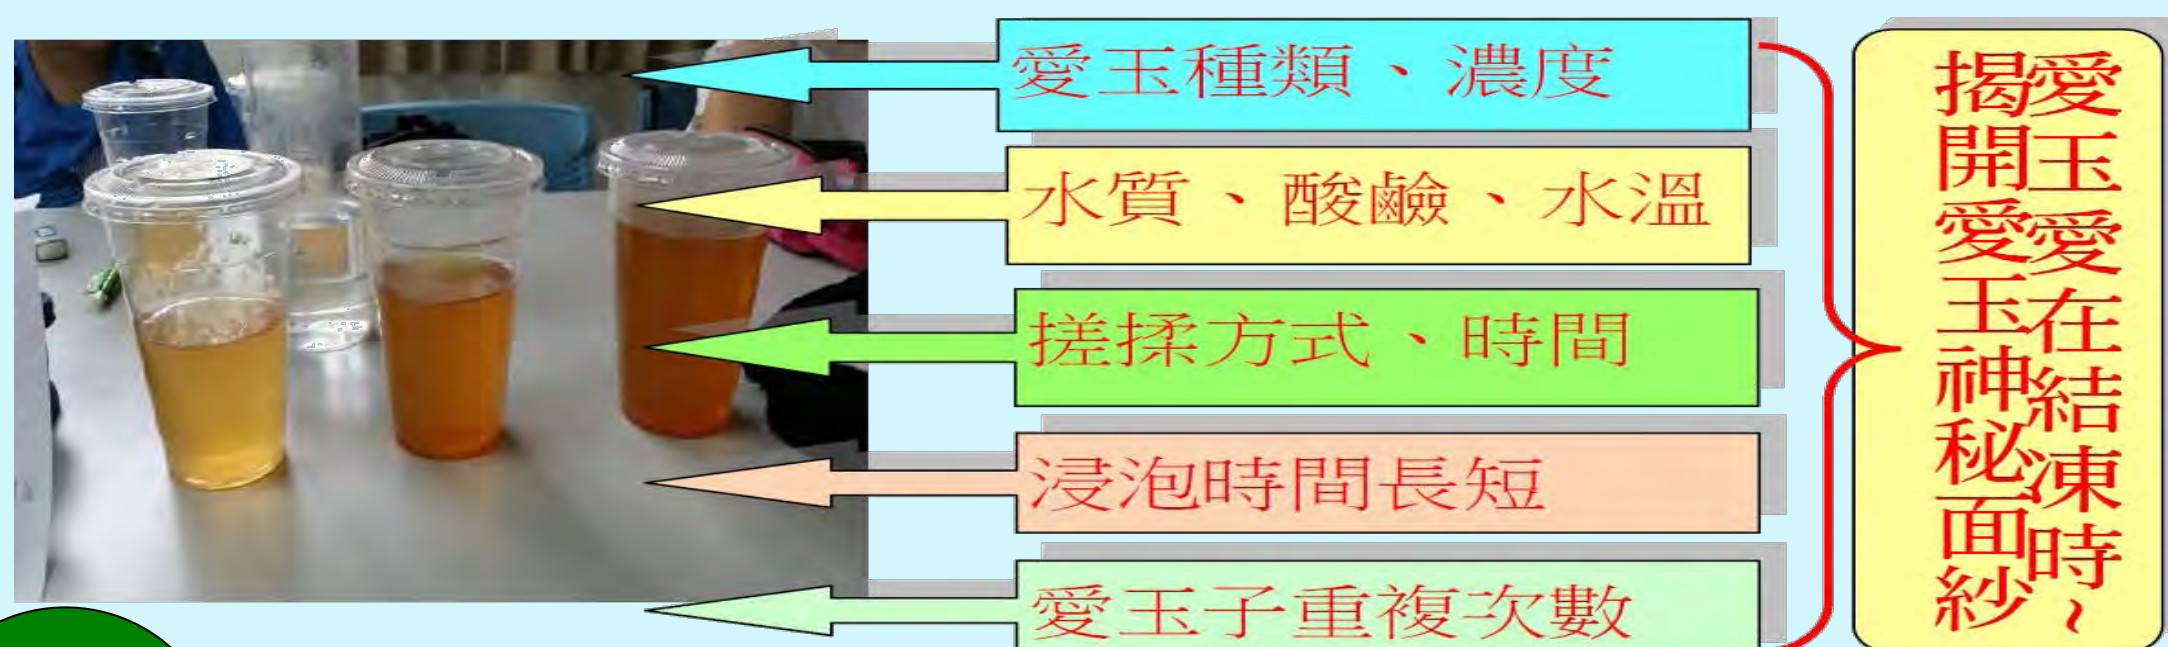 愛玉種類、濃度
水質、酸鹼、水溫
搓揉方式、時間
浸泡時間長短
愛玉子重複次數
愛玉愛在結凍時~
揭開愛玉神秘面紗